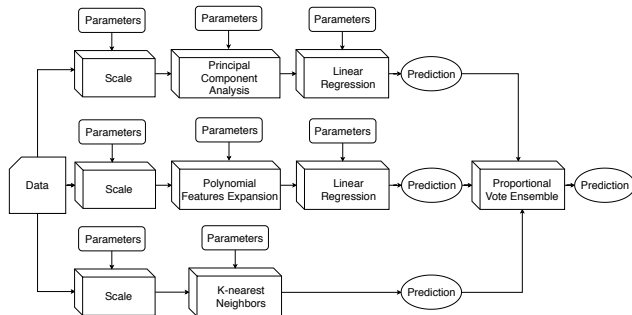 Parameters
Parameters
Parameters
Scale
Principal
Component
Analysis
Linear
Regression
Prediction
Parameters
Parameters
Parameters
Data
Scale
Polynomial
Features Expansion
Linear
Regression
Prediction
Proportional
Vote Ensemble
Prediction
Parameters
Parameters
Scale
K-nearest
Neighbors
Prediction